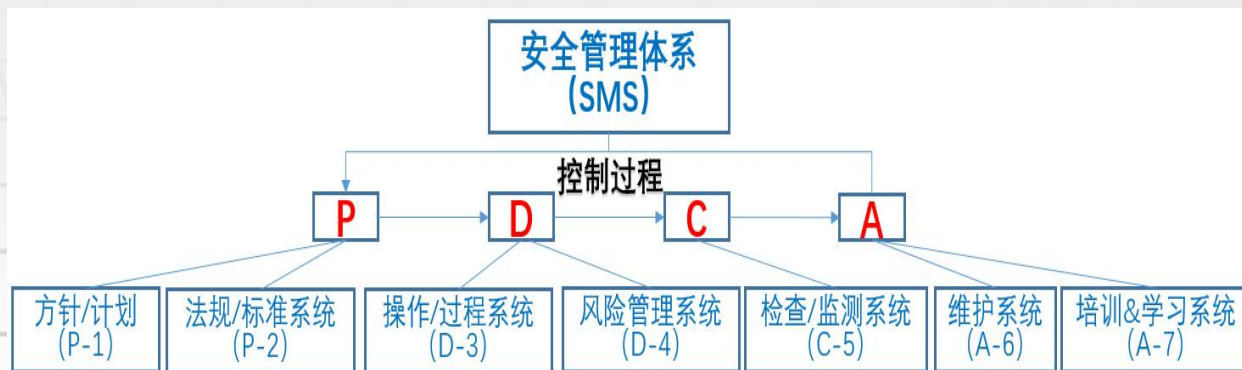 安全管理体系
(SMS)
控制过程
P
D
C
A
方针/计划
(P-1)
法规/标准系统
(P-2)
操作/过程系统
(D-3)
风险管理系统
(D-4)
检查/监测系统
(C-5)
维护系统
(A-6)
培训&学习系统
(A-7)